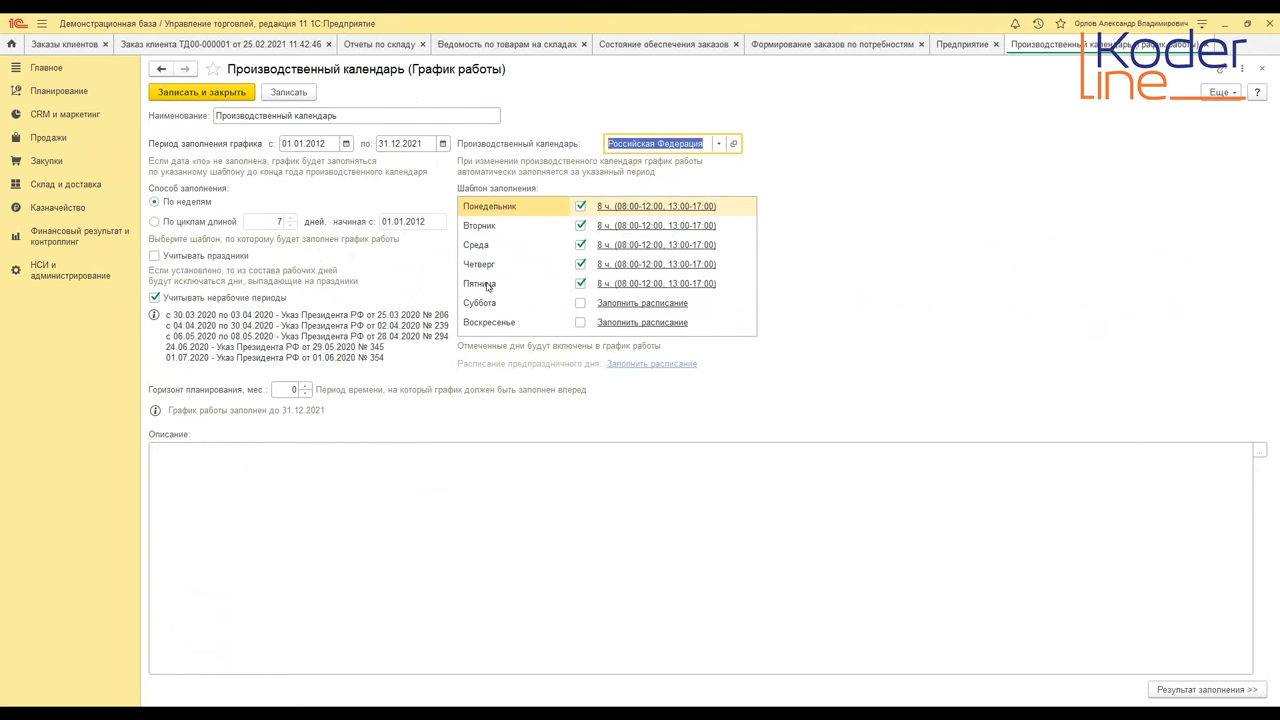 1С Демонстрационная база / Управление торговлей, редакция 11 1С:Предприятие Орлов Александр Владимирович
Заказы клиентов Заказ клиента ТД00-000001 от 25.02.2021 11:42:46 Отчеты по складу Ведомость по товарам на складах Состояние обеспечения заказов Формирование заказов по потребностям Предприятие Производственный календарь (График работы)
Koder
line
Главное
Планирование
CRM и маркетинг
Продажи
Закупки
Склад и доставка
Казначейство
Финансовый результат и
контроллинг
НСИ и
администрирование
Производственный календарь (График работы)
Записать и закрыть Записать Еще ?
Наименование: Производственный календарь
Период заполнения графика с: 01.01.2012 по: 31.12.2021 Производственный календарь: Российская Федерация
Если дата «по» не заполнена, график будет заполняться
по указанному шаблону до конца года производственного календаря
При изменении производственного календаря график работы
автоматически заполняется за указанный период
Способ заполнения:
По неделям
По циклам длиной 7 дней, начиная с: 01.01.2012
Выберите шаблон, по которому будет заполнен график работы
Учитывать праздники
Если установлено, то из состава рабочих дней
будут исключаться дни, выпадающие на праздники
Учитывать нерабочие периоды
с 30.03.2020 по 03.04.2020 - Указ Президента РФ от 25.03.2020 № 206
с 04.04.2020 по 30.04.2020 - Указ Президента РФ от 02.04.2020 № 239
с 06.05.2020 по 08.05.2020 - Указ Президента РФ от 28.04.2020 № 294
24.06.2020 - Указ Президента РФ от 29.05.2020 № 345
01.07.2020 - Указ Президента РФ от 01.06.2020 № 354
Шаблон заполнения:
Понедельник 8 ч. (08:00-12:00, 13:00-17:00)
Вторник 8 ч. (08:00-12:00, 13:00-17:00)
Среда 8 ч. (08:00-12:00, 13:00-17:00)
Четверг 8 ч. (08:00-12:00, 13:00-17:00)
Пятница 8 ч. (08:00-12:00, 13:00-17:00)
Суббота Заполнить расписание
Воскресенье Заполнить расписание
Отмеченные дни будут включены в график работы
Расписание предпраздничного дня: Заполнить расписание
Горизонт планирования, мес.: 0 Период времени, на который график должен быть заполнен вперед
График работы заполнен до 31.12.2021
Описание:
...
Результат заполнения >>